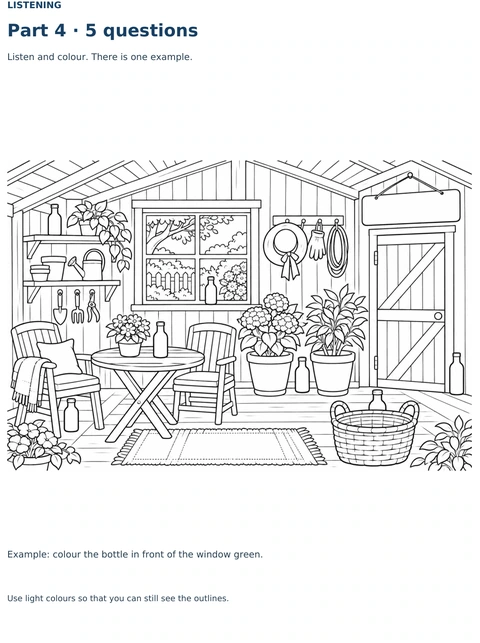 LISTENING
Part 4 · 5 questions
Listen and colour. There is one example.
Example: colour the bottle in front of the window green.
Use light colours so that you can still see the outlines.